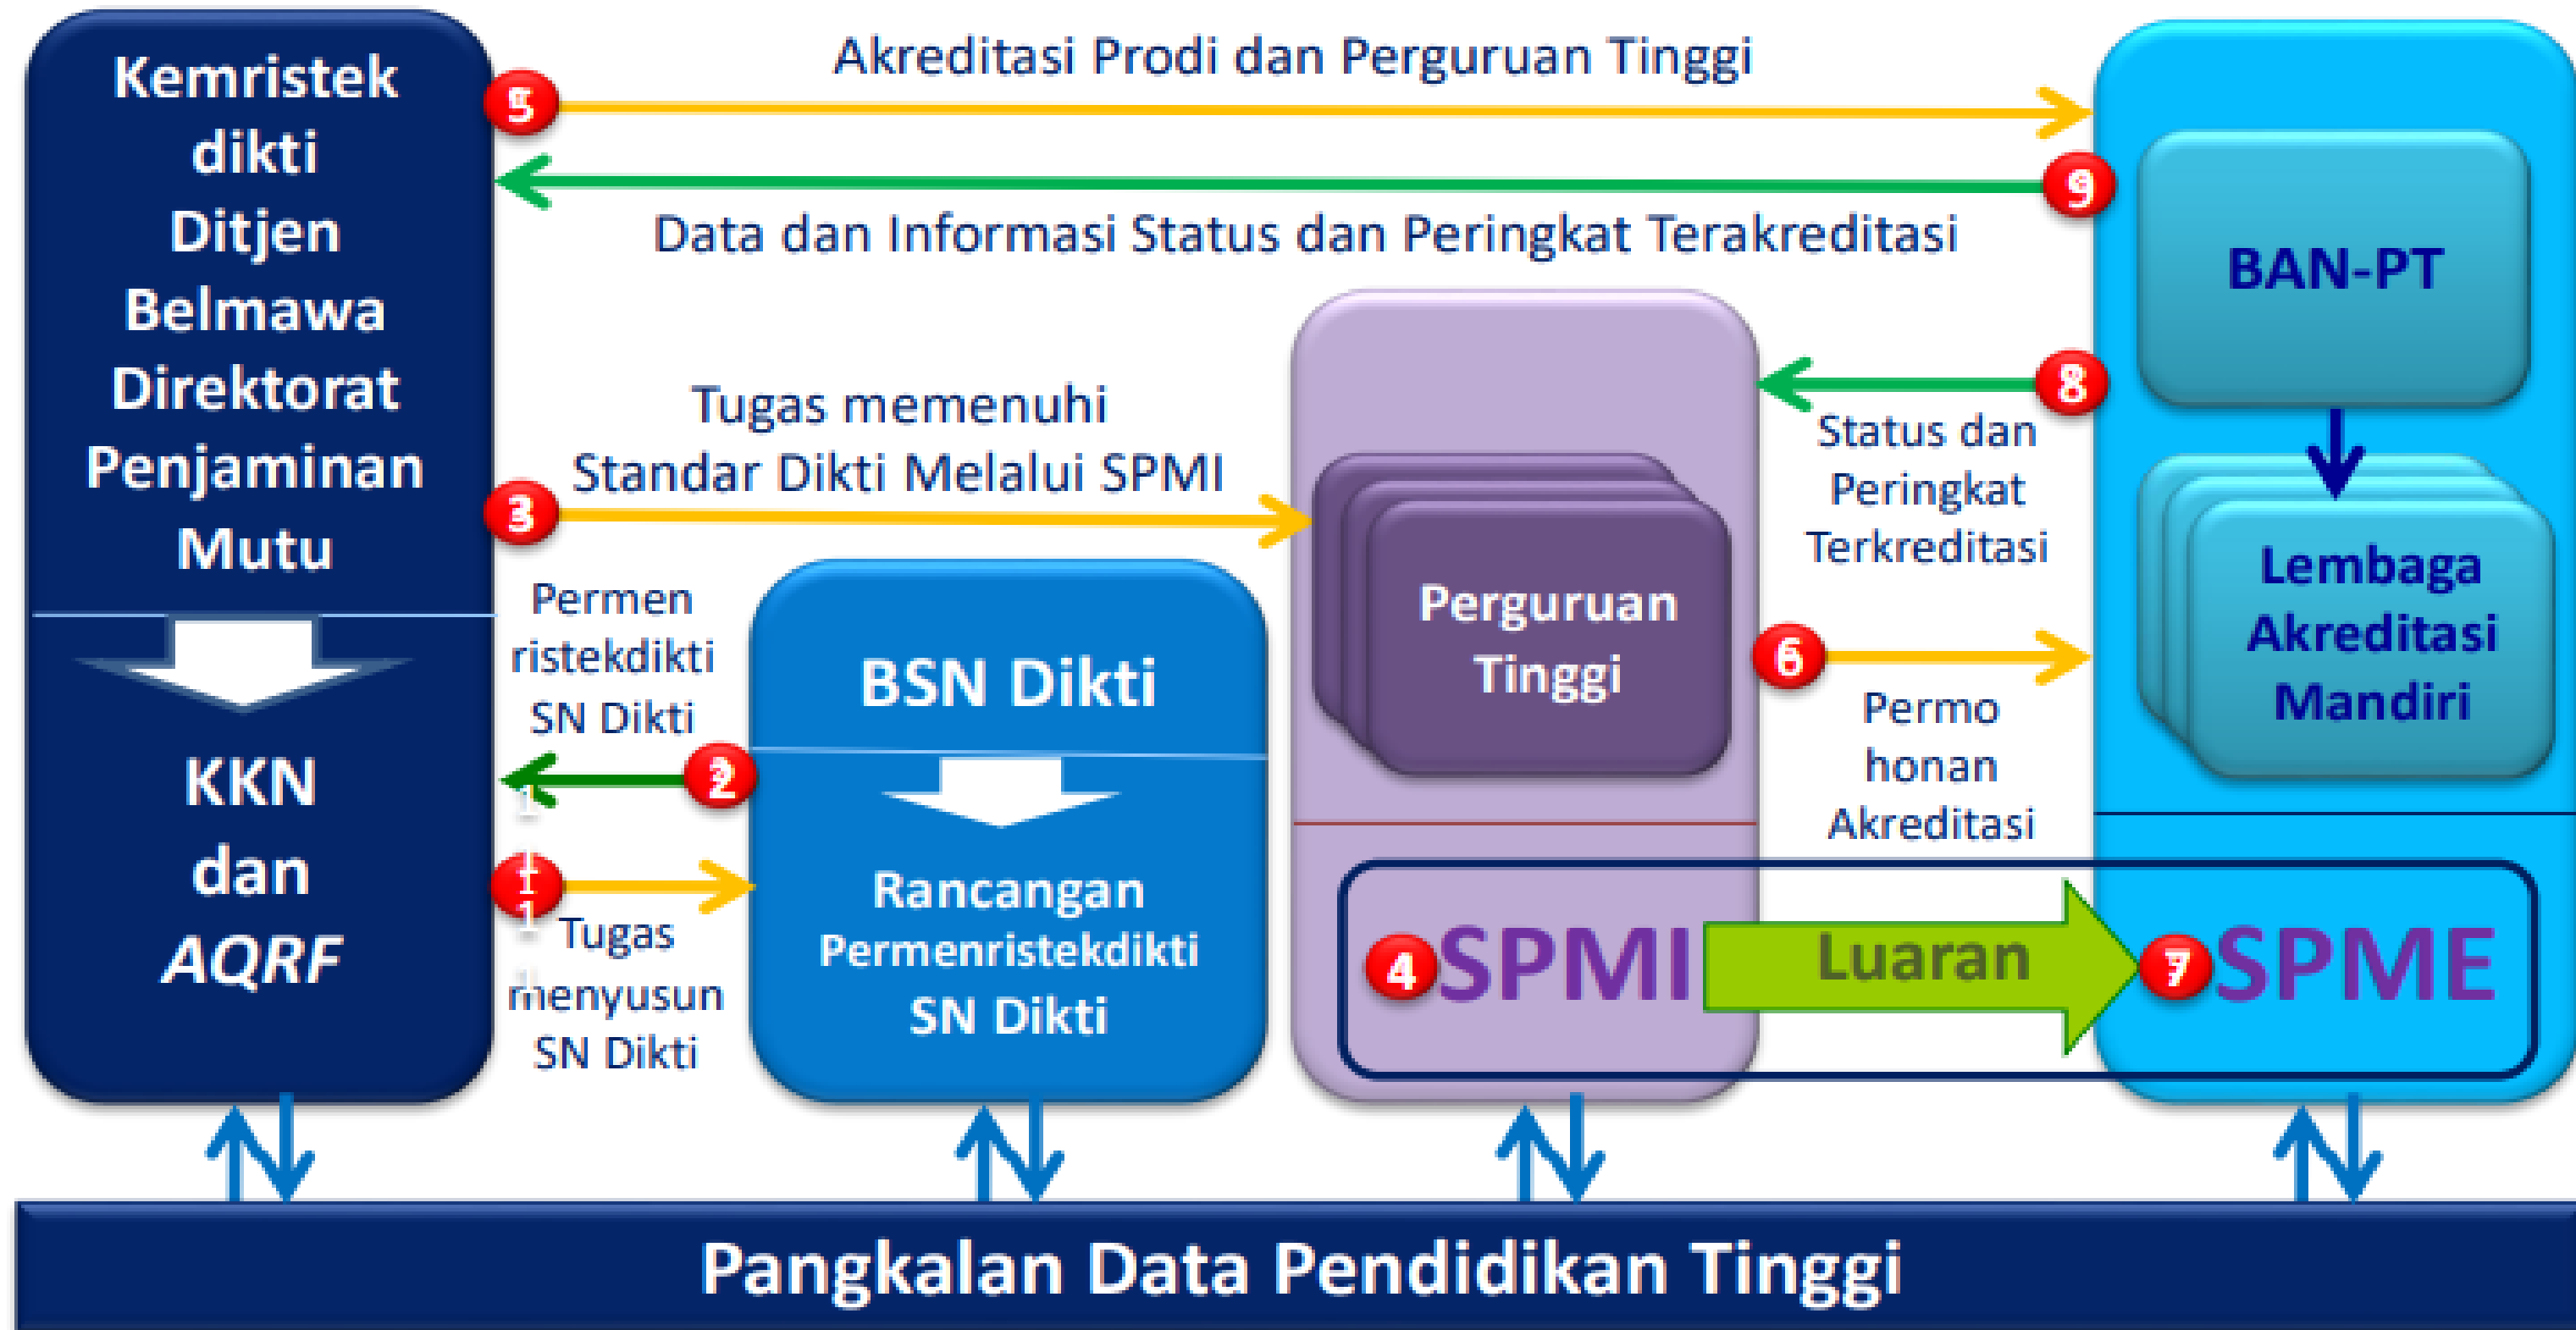 Kemristek
dikti
Ditjen
Belmawa
Direktorat
Penjaminan
Mutu
KKN
dan
AQRF
5
Akreditasi Prodi dan Perguruan Tinggi
9
Data dan Informasi Status dan Peringkat Terakreditasi
3
Tugas memenuhi
Standar Dikti Melalui SPMI
Permen
ristekdikti
SN Dikti
2
1
Tugas
menyusun
SN Dikti
BSN Dikti
Rancangan
Permenristekdikti
SN Dikti
Perguruan
Tinggi
8
Status dan
Peringkat
Terkreditasi
6
Permo
honan
Akreditasi
BAN-PT
Lembaga
Akreditasi
Mandiri
4 SPMI
Luaran
7 SPME
Pangkalan Data Pendidikan Tinggi